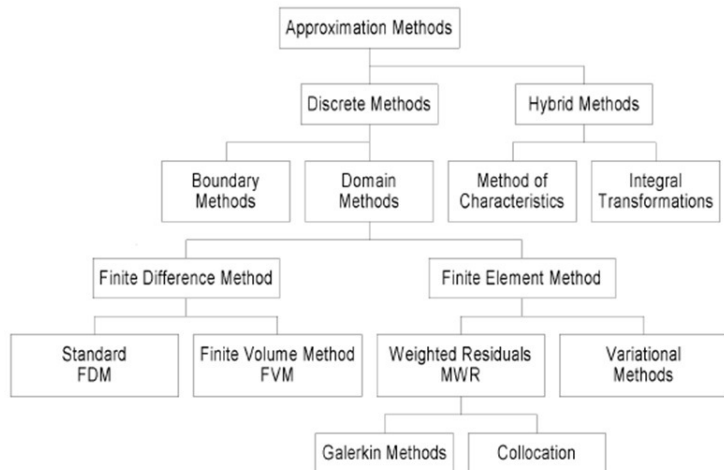 Approximation Methods
Discrete Methods
Hybrid Methods
Boundary
Methods
Domain
Methods
Method of
Characteristics
Integral
Transformations
Finite Difference Method
Finite Element Method
Standard
FDM
Finite Volume Method
FVM
Weighted Residuals
MWR
Variational
Methods
Galerkin Methods
Collocation